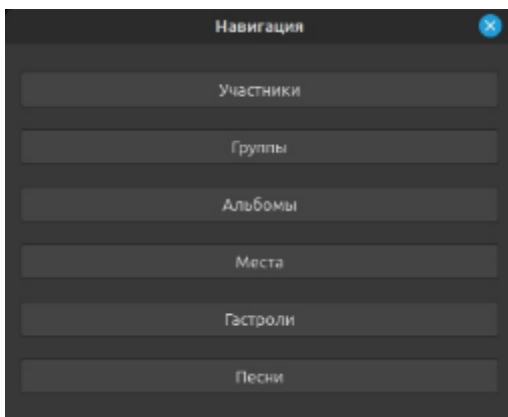 Навигация
Участники
Группы
Альбомы
Места
Гастроли
Песни